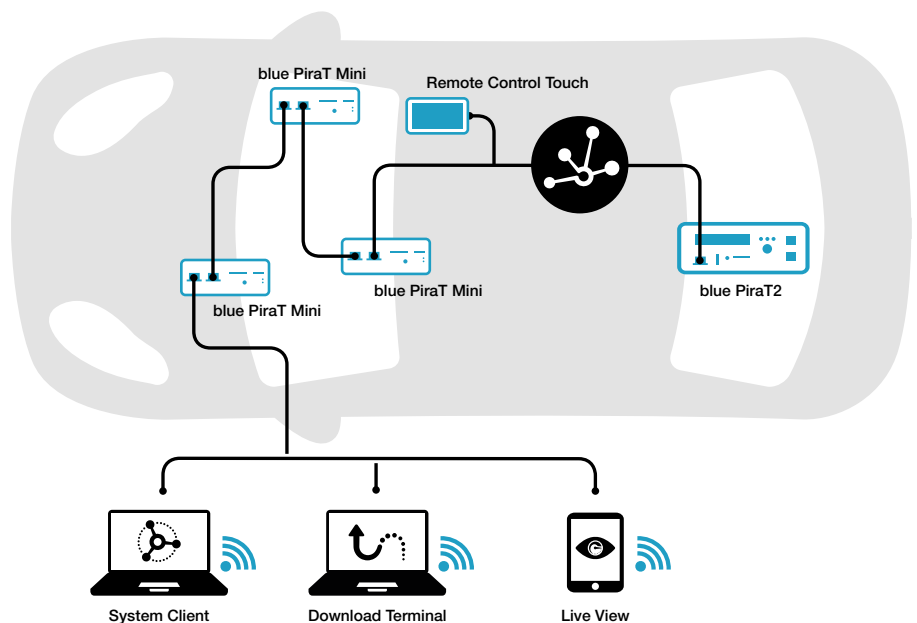 blue PiraT Mini
Remote Control Touch
blue PiraT Mini
blue PiraT2
blue PiraT Mini
System Client
Download Terminal
Live View